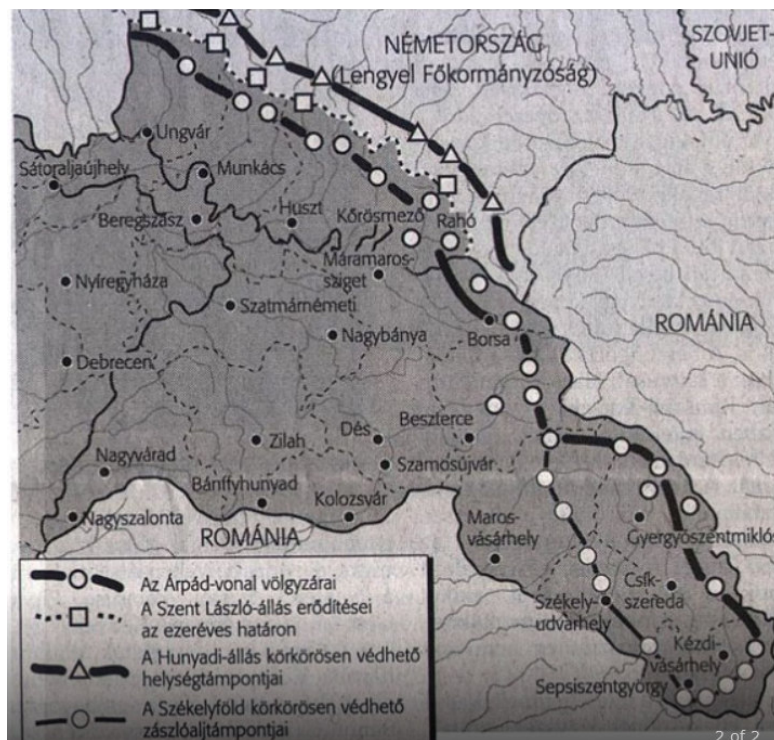 NÉMETORSZÁG
(Lengyel Főkormányzóság)
SZOVJET-
UNIÓ
Ungvár
Sátoraljaújhely
Munkács
Beregszász
Huszt
Kőrösmező
Rahó
Máramaros-
sziget
Nyíregyháza
Szatmárnémeti
Nagybánya
Borsa
ROMÁNIA
Debrecen
Beszterce
Zilah
Dés
Nagyvárad
Szamosújvár
Bánffyhunyad
Kolozsvár
Nagyszalonta
ROMÁNIA
Maros-
vásárhely
Gyergyószentmiklós
Csík-
szereda
Székely-
udvarhely
Kézdi-
vásárhely
Sepsiszentgyörgy
Az Árpád-vonal völgyzárai
A Szent László-állás erődítései
az ezeréves határon
A Hunyadi-állás körkörösen védhető
helységtámpontjai
A Székelyföld körkörösen védhető
zászlóaljtámpontjai
2 of 2